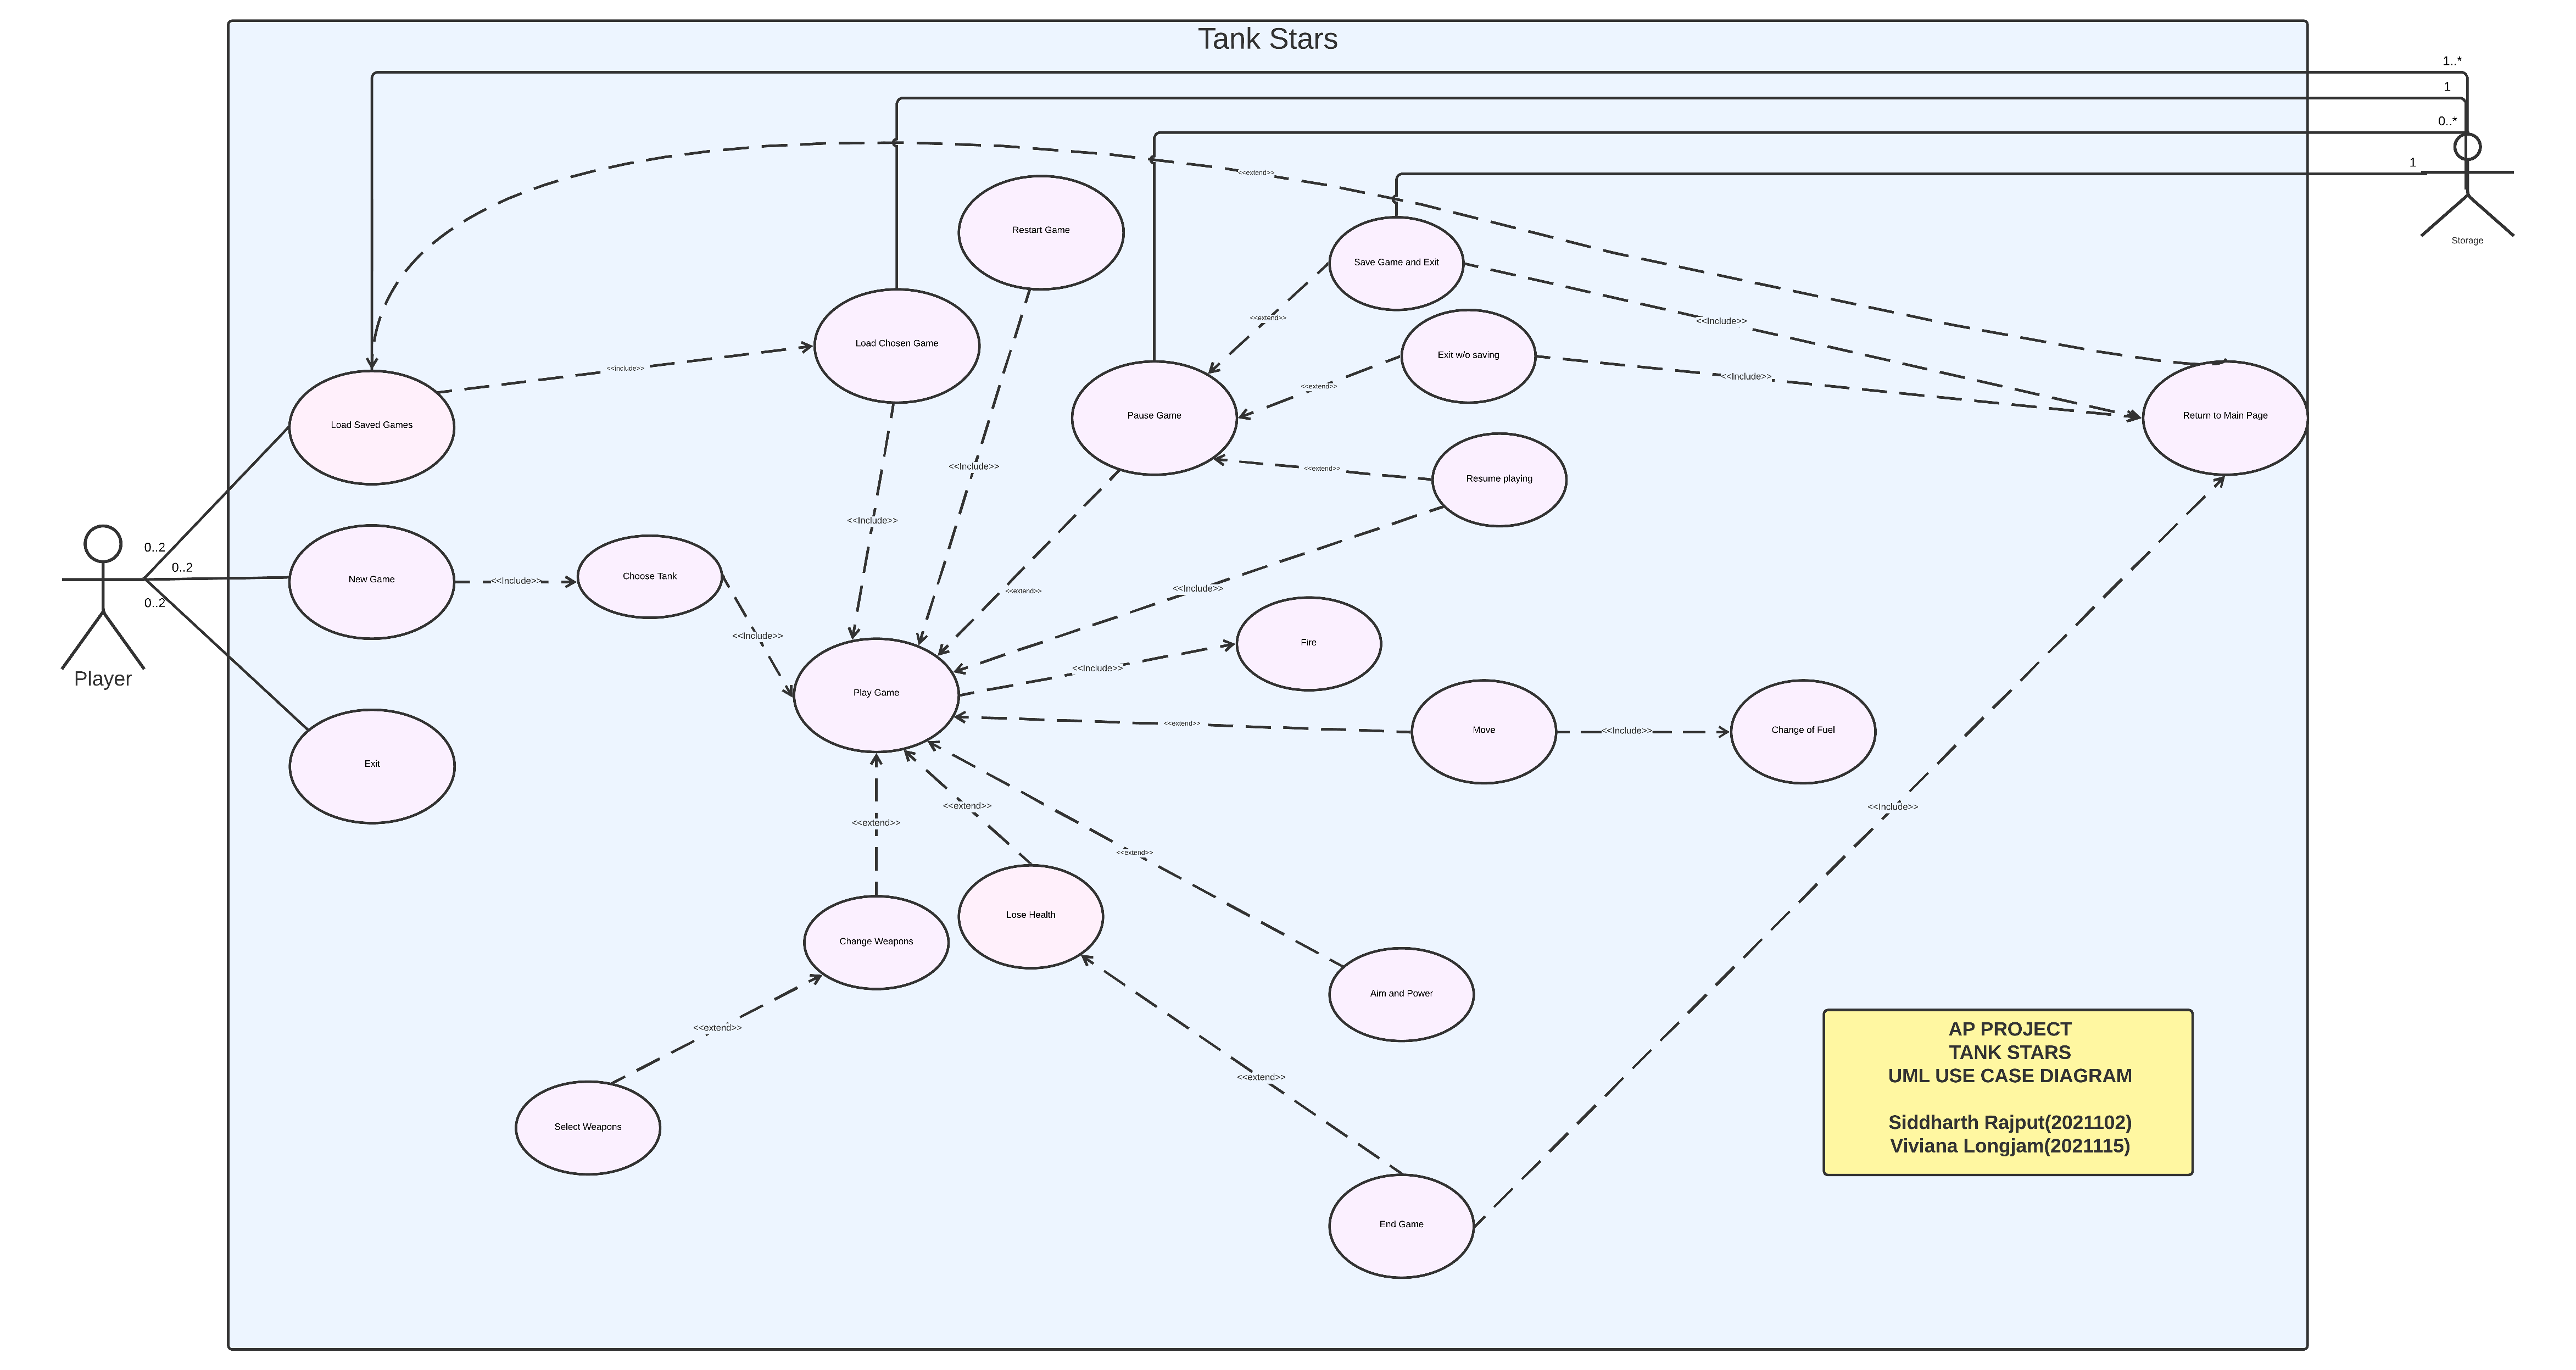 Tank Stars
1..*
1
0..*
1
<<extend>>
Storage
Restart Game
Save Game and Exit
<<extend>>
<<Include>>
Load Chosen Game
Exit w/o saving
<<include>>
<<extend>>
<<Include>>
Load Saved Games
Pause Game
Return to Main Page
<<Include>>
<<extend>>
Resume playing
<<Include>>
0..2
0..2
0..2
Player
New Game
<<Include>>
Choose Tank
<<extend>>
<<Include>>
<<Include>>
Fire
<<Include>>
Play Game
<<extend>>
Move
<<Include>>
Change of Fuel
Exit
<<extend>>
<<extend>>
<<extend>>
<<Include>>
Lose Health
Change Weapons
Aim and Power
<<extend>>
<<extend>>
Select Weapons
End Game
AP PROJECT
TANK STARS
UML USE CASE DIAGRAM
Siddharth Rajput(2021102)
Viviana Longjam(2021115)